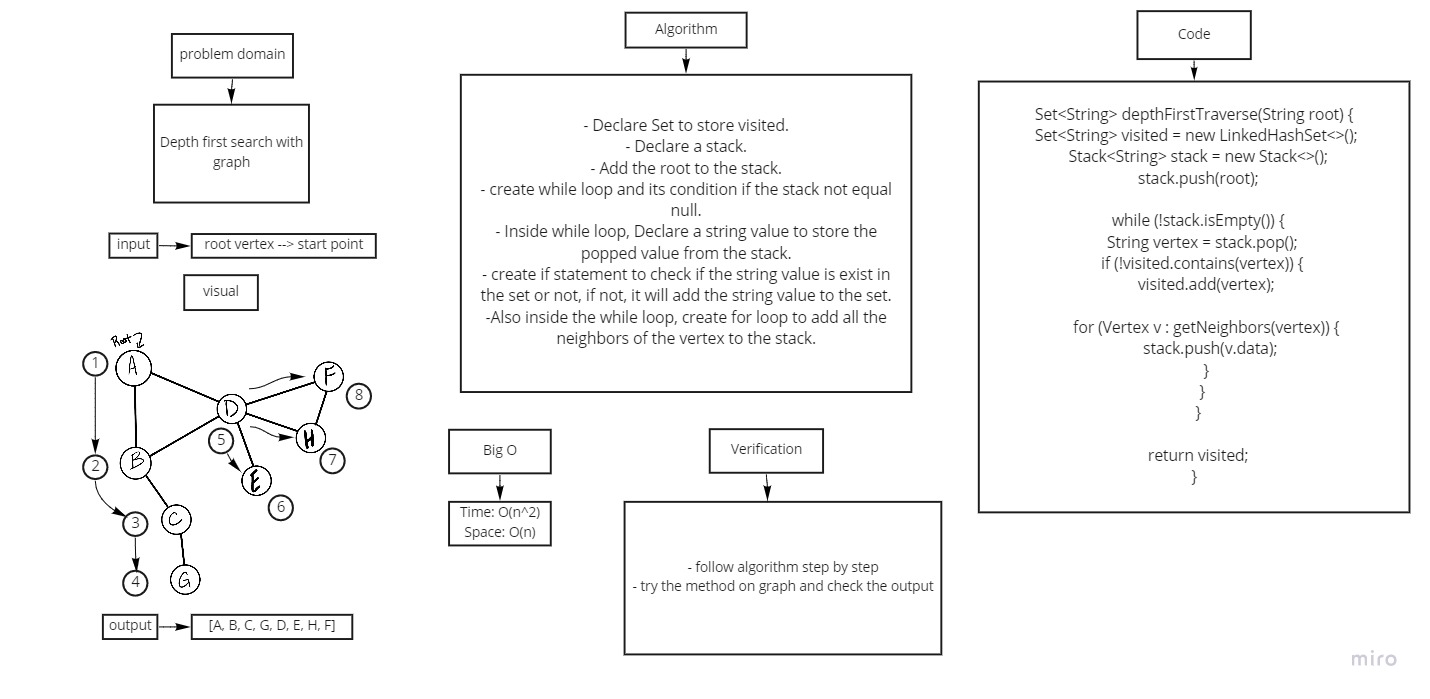 problem domain
Depth first search with
graph
input
root vertex --> start point
visual
Root
A
B
C
G
D
E
F
H
1
2
3
4
5
6
7
8
output
[A, B, C, G, D, E, H, F]
Algorithm
- Declare Set to store visited.
- Declare a stack.
- Add the root to the stack.
- create while loop and its condition if the stack not equal
null.
- Inside while loop, Declare a string value to store the
popped value from the stack.
- create if statement to check if the string value is exist in
the set or not, if not, it will add the string value to the set.
-Also inside the while loop, create for loop to add all the
neighbors of the vertex to the stack.
Big O
Time: O(n^2)
Space: O(n)
Verification
- follow algorithm step by step
- try the method on graph and check the output
Code
Set<String> depthFirstTraverse(String root) {
Set<String> visited = new LinkedHashSet<>();
Stack<String> stack = new Stack<>();
stack.push(root);
while (!stack.isEmpty()) {
String vertex = stack.pop();
if (!visited.contains(vertex)) {
visited.add(vertex);
for (Vertex v : getNeighbors(vertex)) {
stack.push(v.data);
}
}
}
return visited;
}
miro